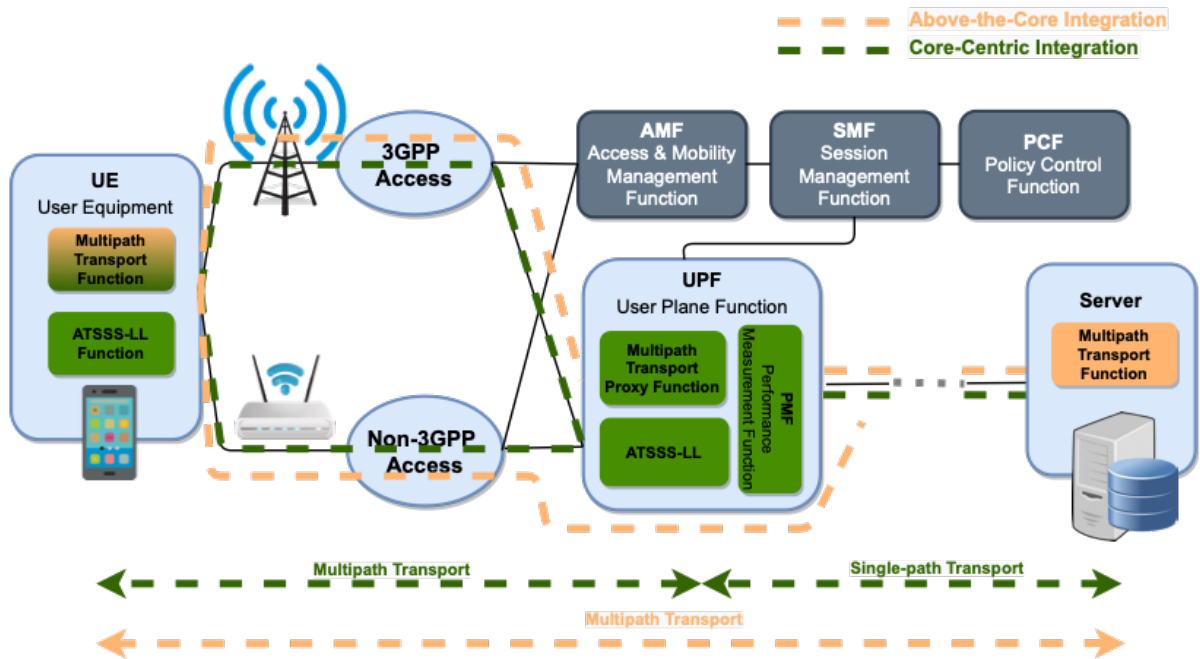 Above-the-Core Integration
Core-Centric Integration
UE
User Equipment
Multipath
Transport
Function
ATSSS-LL
Function
3GPP
Access
Non-3GPP
Access
AMF
Access & Mobility
Management
Function
SMF
Session
Management
Function
PCF
Policy Control
Function
UPF
User Plane Function
Multipath
Transport
Proxy Function
ATSSS-LL
PMF
Performance
Measurement Function
Server
Multipath
Transport
Function
Multipath Transport
Single-path Transport
Multipath Transport